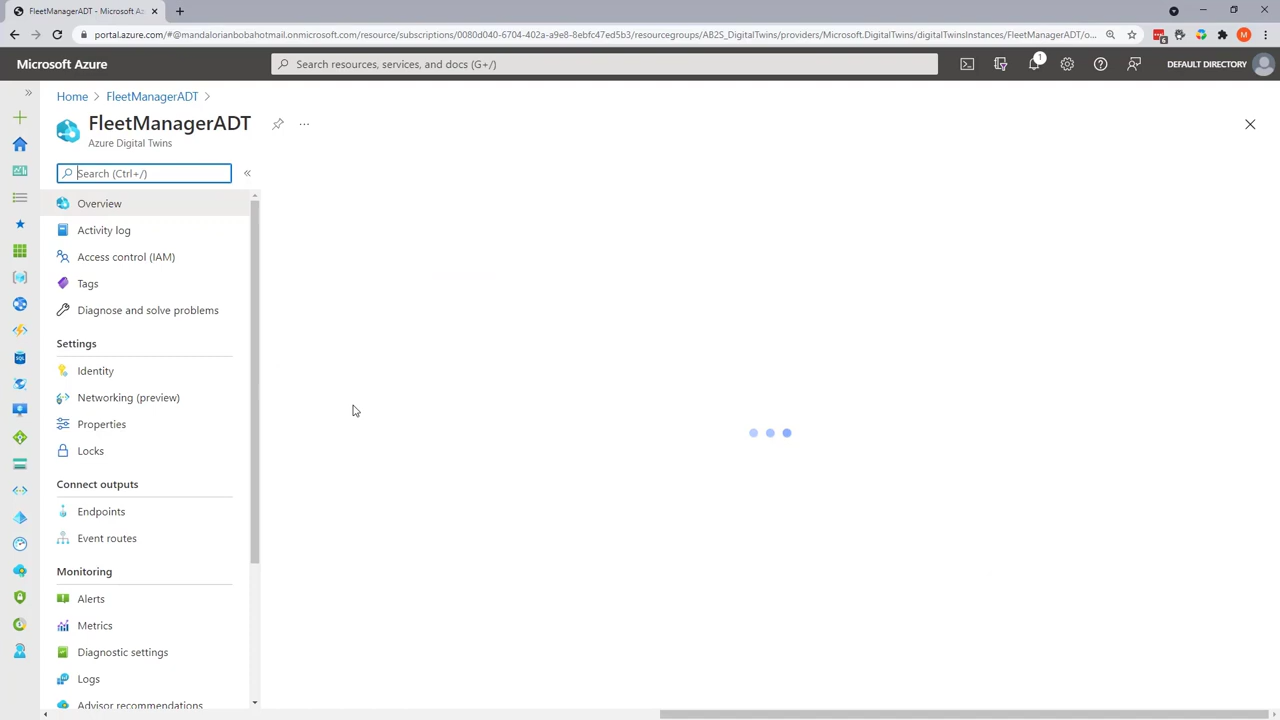 FleetManagerADT - Microsoft Az
portal.azure.com/#@mandalorianbobahotmail.onmicrosoft.com/resource/subscriptions/0080d040-6704-402a-a9e8-8ebfc47ed5b3/resourcegroups/AB2S_DigitalTwins/providers/Microsoft.DigitalTwins/digitalTwinsInstances/FleetManagerADT/o...
6
M
Microsoft Azure
Search resources, services, and docs (G+/)
1
DEFAULT DIRECTORY
Home > FleetManagerADT >
FleetManagerADT
...
Azure Digital Twins
Search (Ctrl+/)
«
Overview
Activity log
Access control (IAM)
Tags
Diagnose and solve problems
Settings
Identity
Networking (preview)
Properties
Locks
Connect outputs
Endpoints
Event routes
Monitoring
Alerts
Metrics
Diagnostic settings
Logs
Advisor recommendations